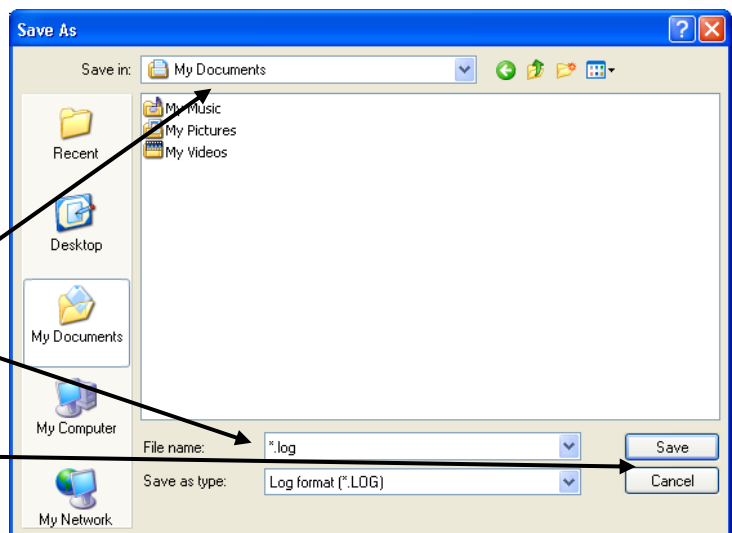 Save As
Save in: My Documents
My Music
My Pictures
My Videos
Recent
Desktop
My Documents
My Computer
My Network
File name: *.log
Save
Save as type: Log format (*.LOG)
Cancel